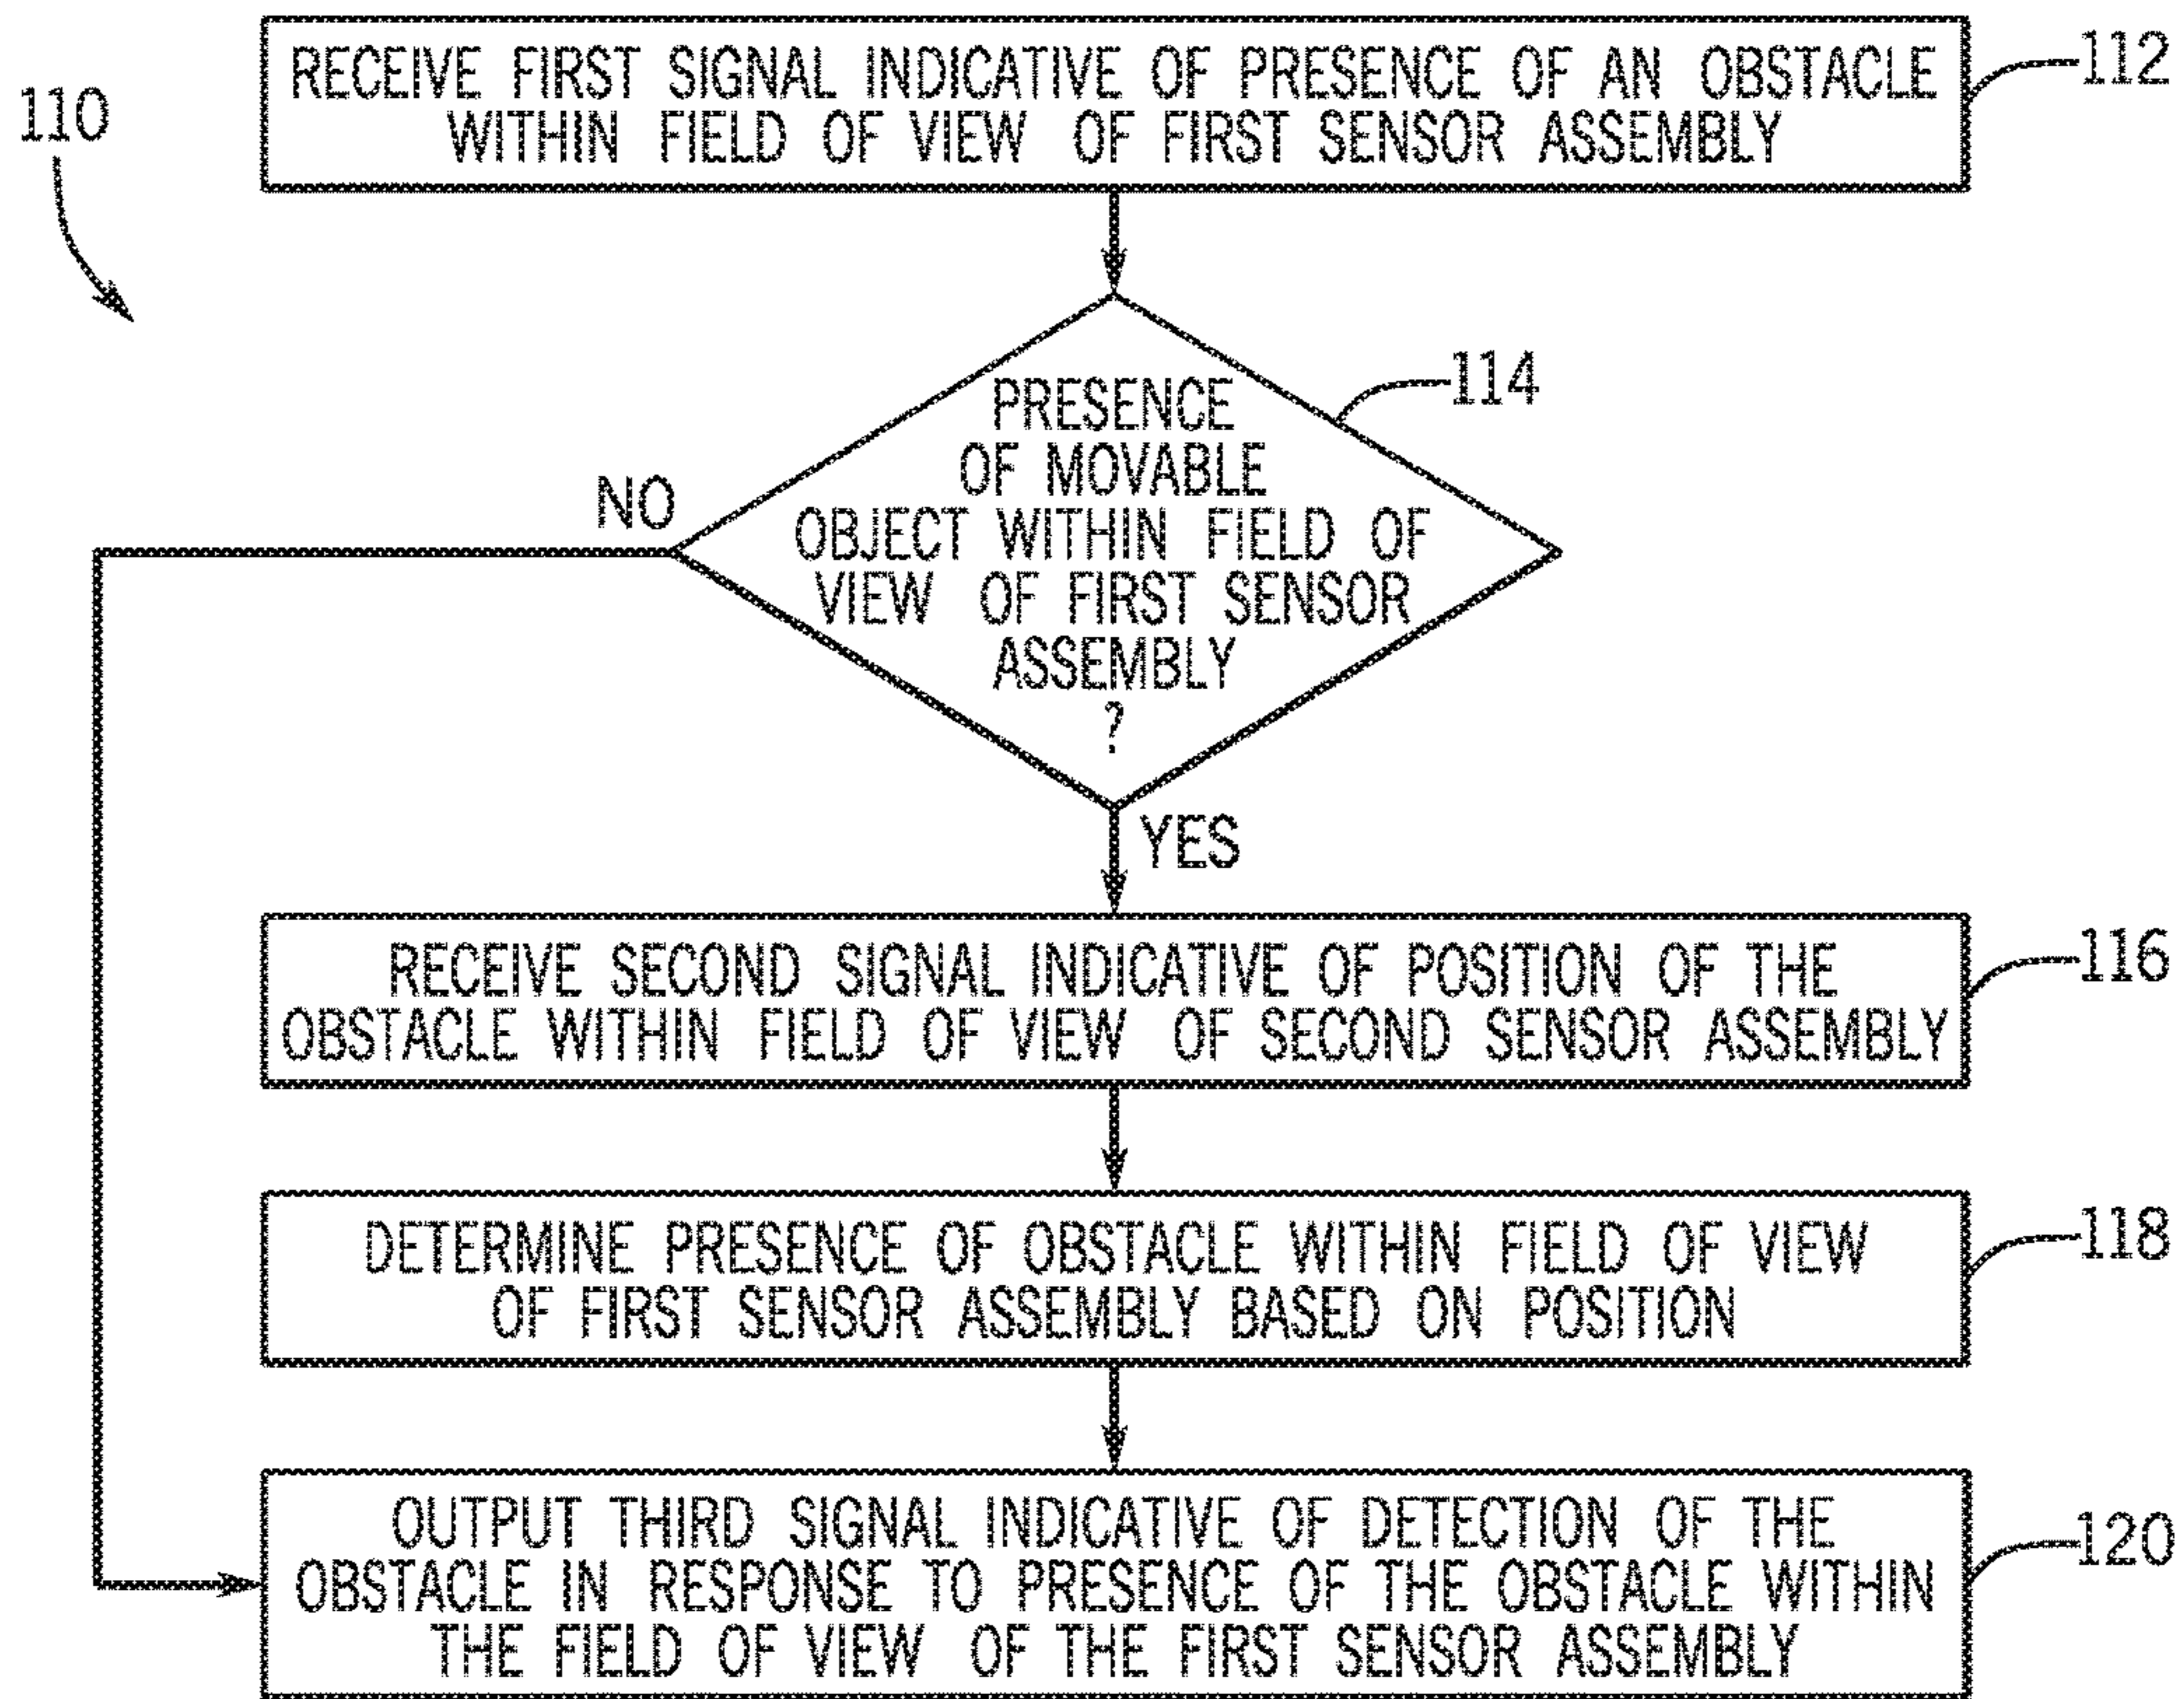 RECEIVE FIRST SIGNAL INDICATIVE OF PRESENCE OF AN OBSTACLE
WITHIN FIELD OF VIEW OF FIRST SENSOR ASSEMBLY
112
110
PRESENCE
OF MOVABLE
OBJECT WITHIN FIELD OF
VIEW OF FIRST SENSOR
ASSEMBLY
?
114
NO
YES
RECEIVE SECOND SIGNAL INDICATIVE OF POSITION OF THE
OBSTACLE WITHIN FIELD OF VIEW OF SECOND SENSOR ASSEMBLY
116
DETERMINE PRESENCE OF OBSTACLE WITHIN FIELD OF VIEW
OF FIRST SENSOR ASSEMBLY BASED ON POSITION
118
OUTPUT THIRD SIGNAL INDICATIVE OF DETECTION OF THE
OBSTACLE IN RESPONSE TO PRESENCE OF THE OBSTACLE WITHIN
THE FIELD OF VIEW OF THE FIRST SENSOR ASSEMBLY
120